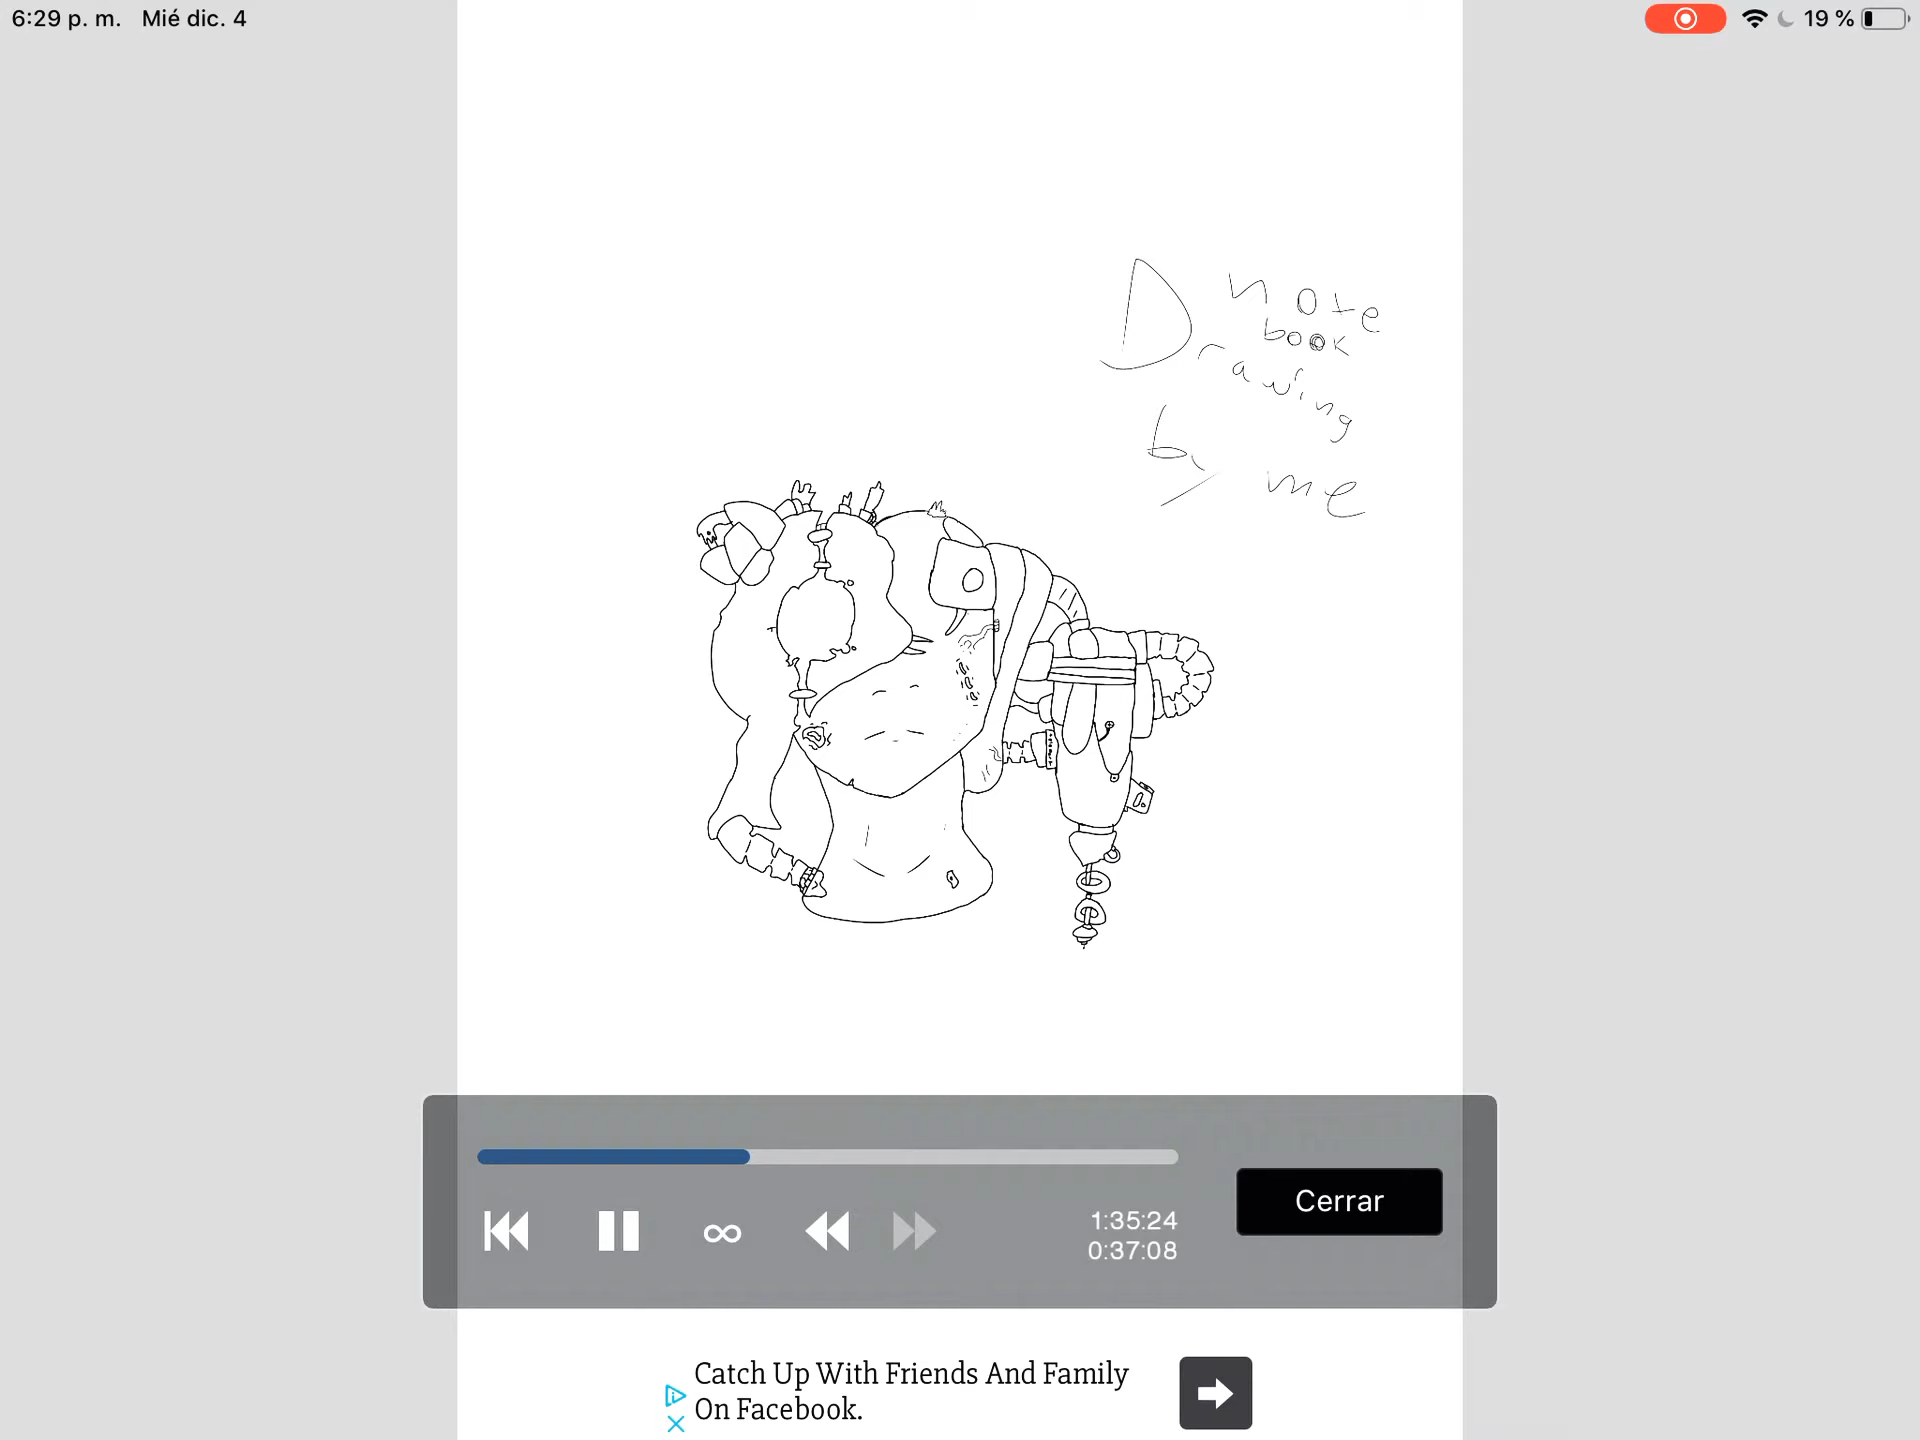 6:29 p. m. Mié dic. 4
19 %
D note
book
rawing
by me
1:35:24
0:37:08
Cerrar
Catch Up With Friends And Family
On Facebook.